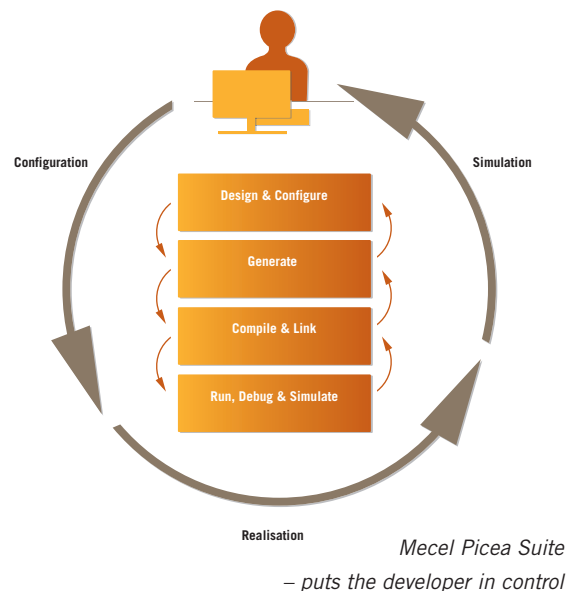 Configuration
Simulation
Design & Configure
Generate
Compile & Link
Run, Debug & Simulate
Realisation
Mecel Picea Suite
– puts the developer in control